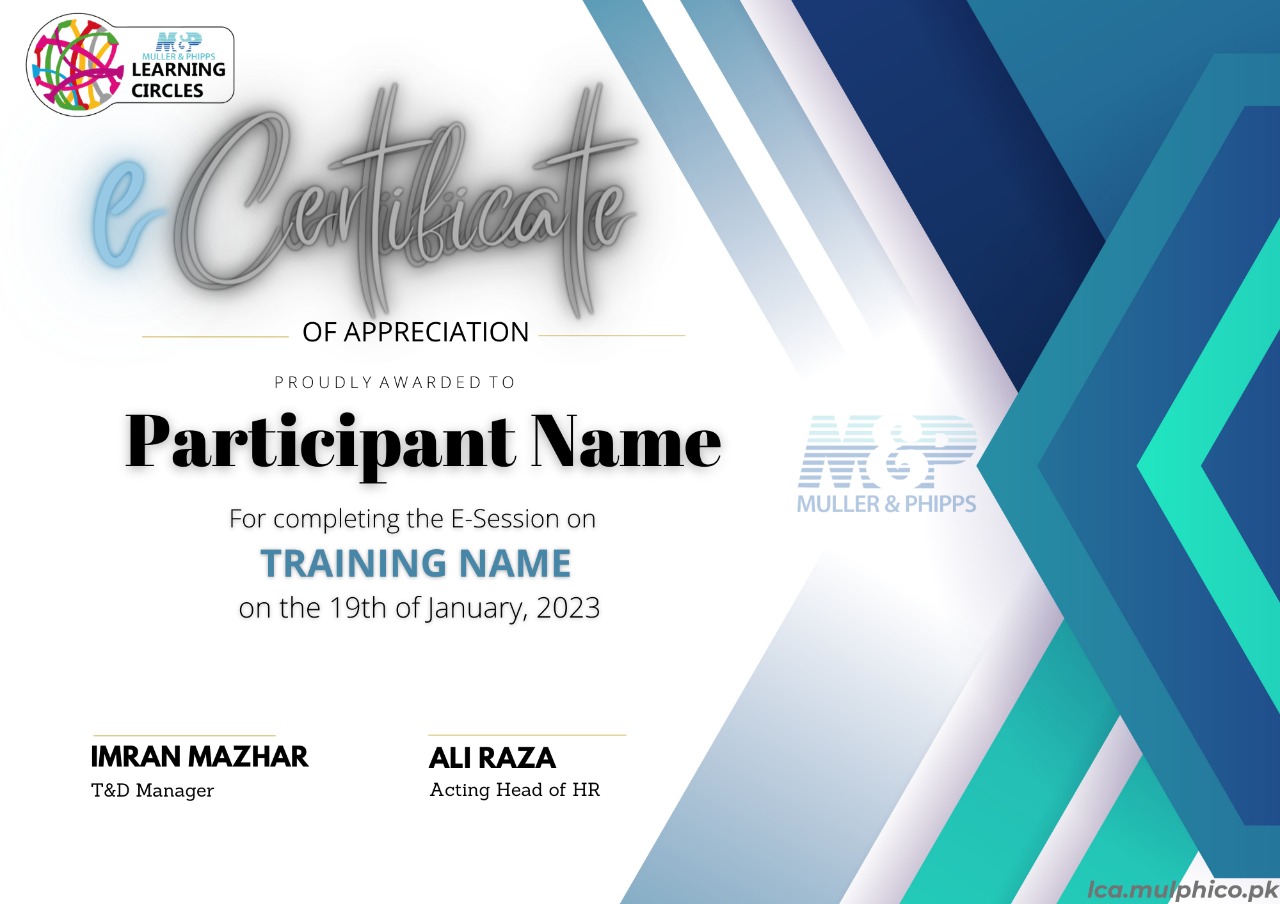 M&P
MULLER & PHIPPS
LEARNING
CIRCLES
e Certificate
OF APPRECIATION
PROUDLY AWARDED TO
Participant Name
For completing the E-Session on
TRAINING NAME
on the 19th of January, 2023
M&P
MULLER & PHIPPS
IMRAN MAZHAR
T&D Manager
ALI RAZA
Acting Head of HR
lca.mulphico.pk